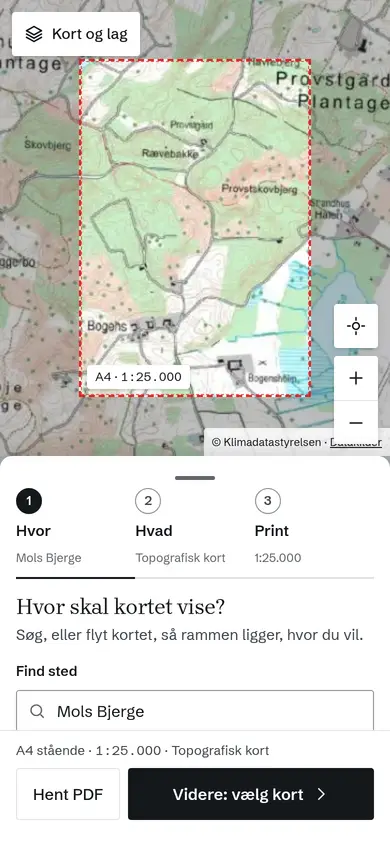 Kort og lag
Havrebjerg
Provstgård
Plantage
Provstgård
Skovbjerg
Rævebakke
Provstskovbjerg
Bogens
A4 · 1:25.000
© Klimadatastyrelsen · Datakilder
1
2
3
Hvor
Hvad
Print
Mols Bjerge
Topografisk kort
1:25.000
Hvor skal kortet vise?
Søg, eller flyt kortet, så rammen ligger, hvor du vil.
Find sted
Mols Bjerge
A4 stående · 1:25.000 · Topografisk kort
Hent PDF
Videre: vælg kort